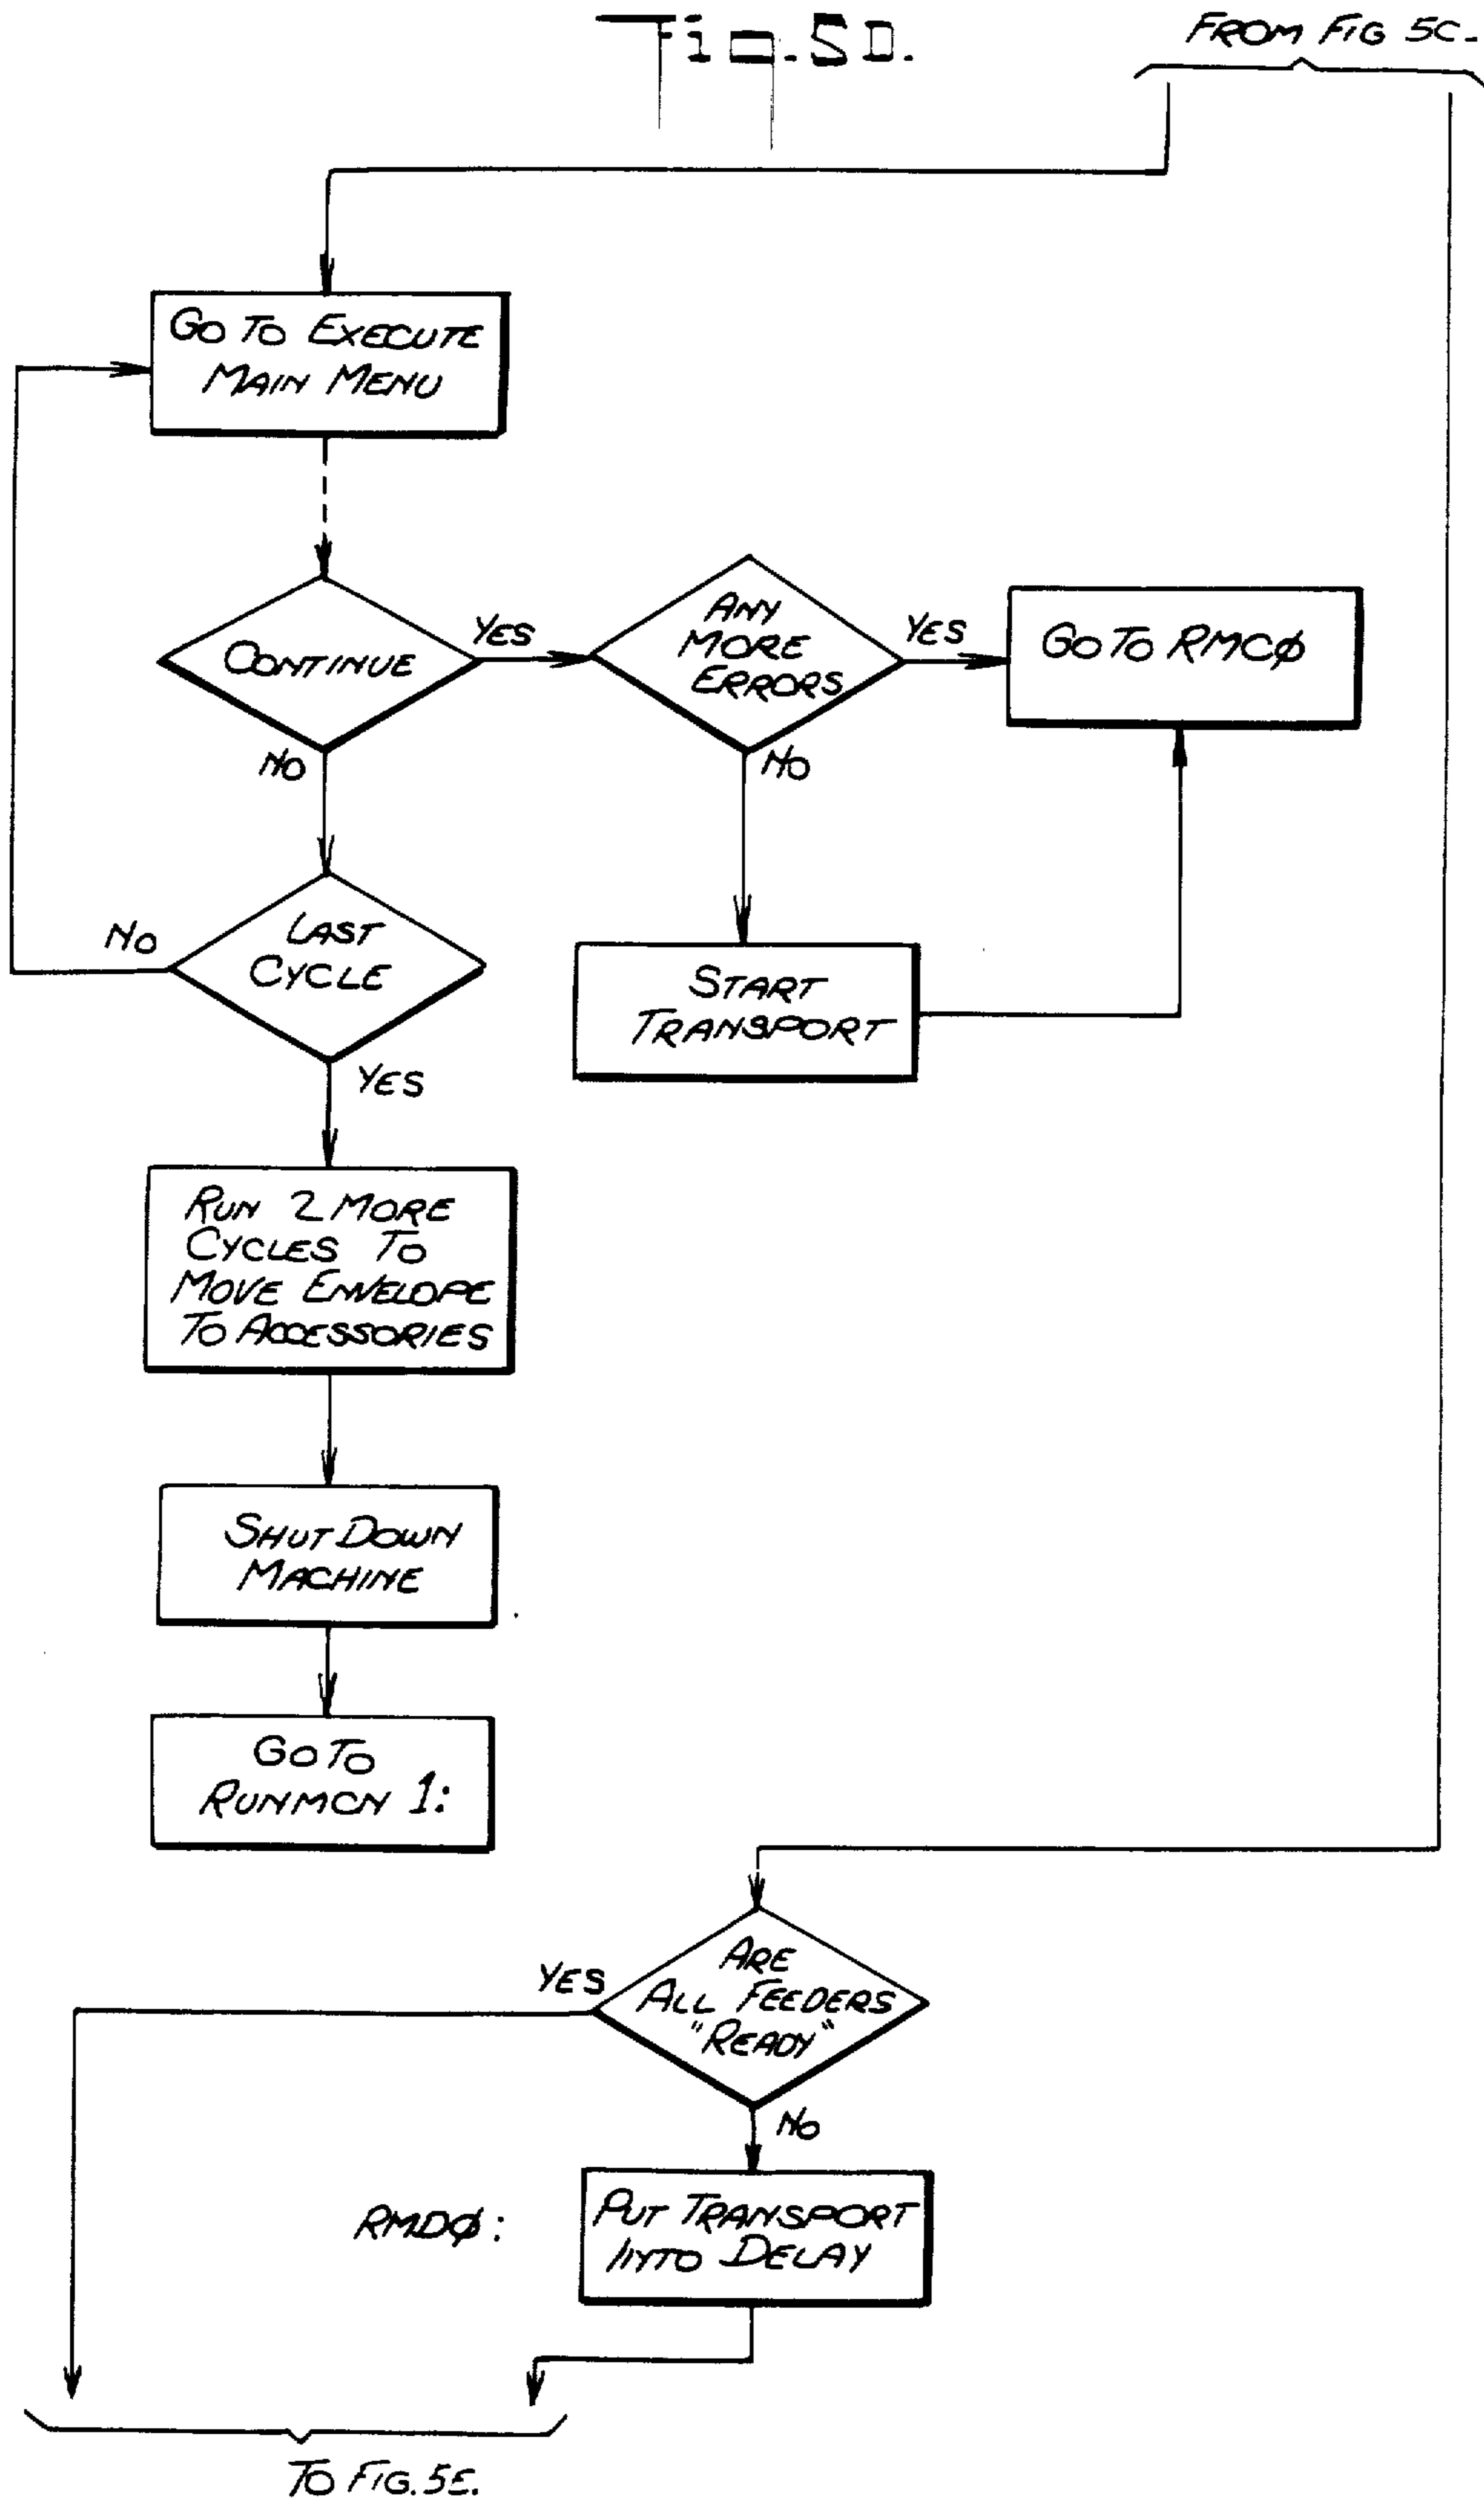 Fig. 5D.
FROM FIG 5C.
GO TO EXECUTE
MAIN MENU
CONTINUE
YES
NO
ANY
MORE
ERRORS
YES
NO
GO TO RMCØ
LAST
CYCLE
NO
YES
START
TRANSPORT
RUN 2 MORE
CYCLES TO
MOVE ENVELOPE
TO ACCESSORIES
SHUT DOWN
MACHINE
GO TO
RUNMCN 1:
ARE
ALL FEEDERS
"READY"
YES
NO
RMDØ:
PUT TRANSPORT
INTO DELAY
TO FIG. 5E.